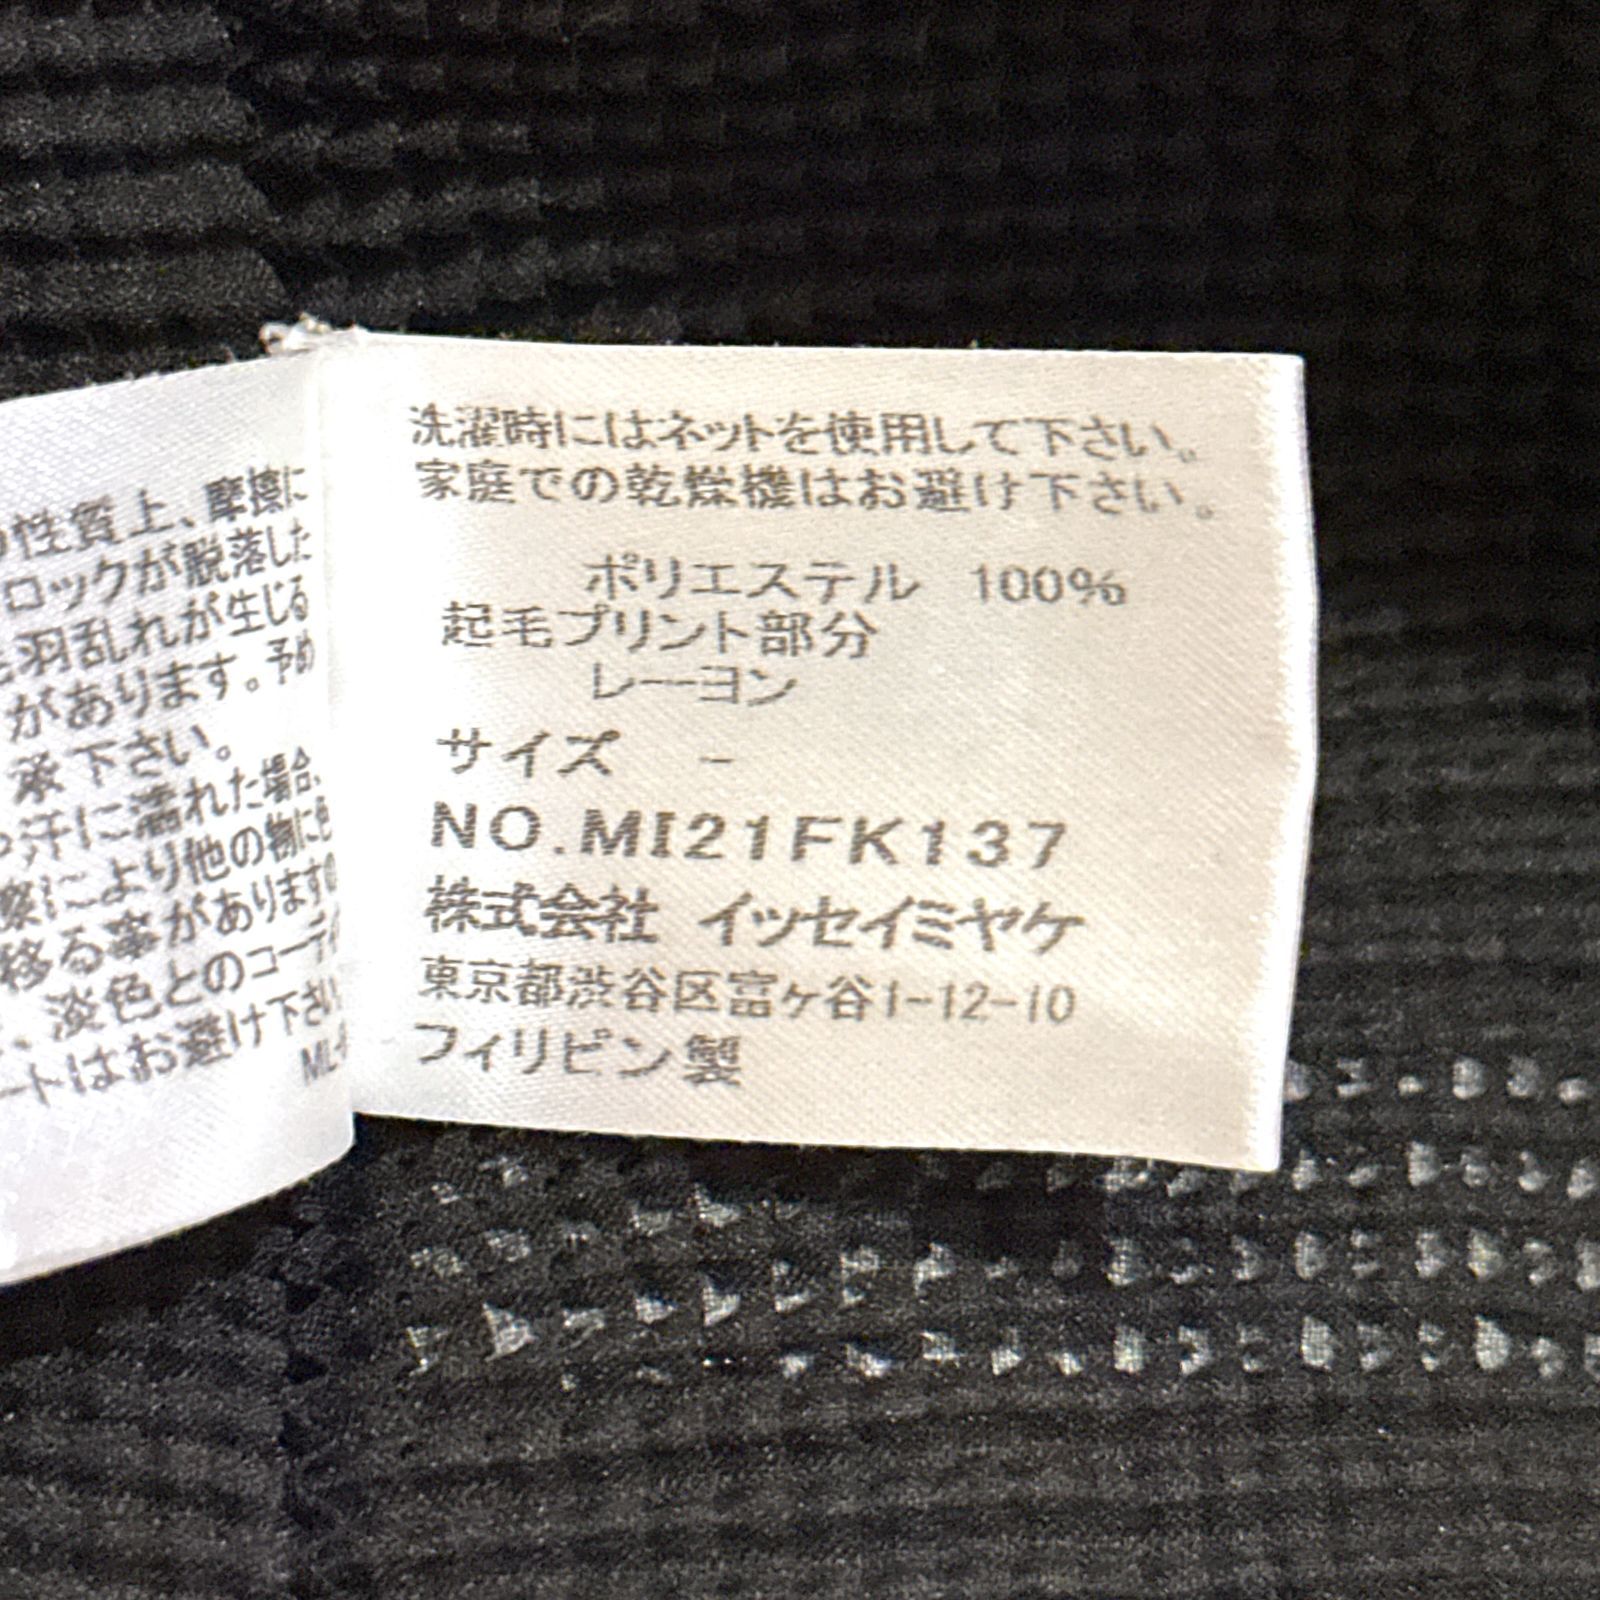 性質上、摩擦に
ロックが脱落した
羽乱れが生じる
があります。予め
承下さい。
汗に濡れた場合、
擦により他の物に色
移る事があります
、淡色とのコーディ
ートはお避け下さい
洗濯時にはネットを使用して下さい。
家庭での乾燥機はお避け下さい。
ポリエステル 100%
起毛プリント部分
レーヨン
サイズ -
NO.MI21FK137
株式会社 イッセイミヤケ
東京都渋谷区富ヶ谷1-12-10
フィリピン製